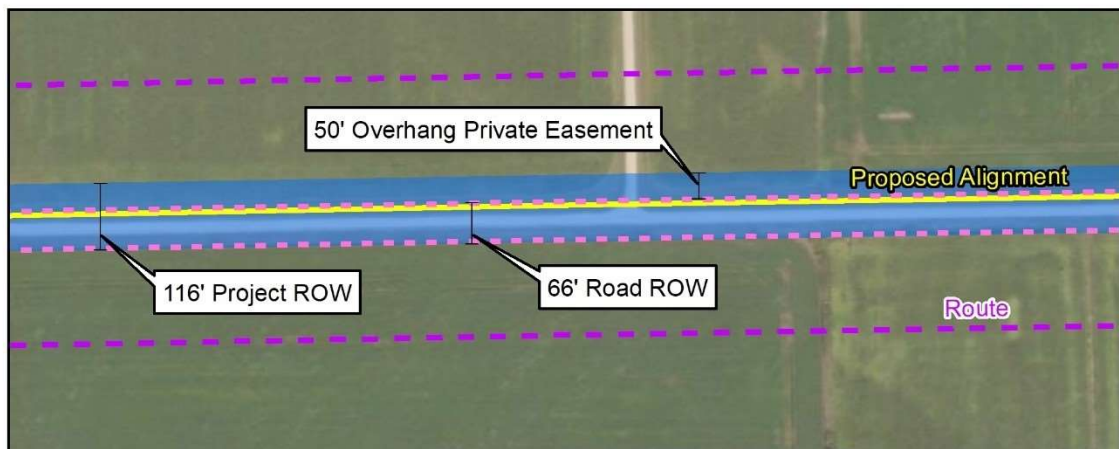 50' Overhang Private Easement
Proposed Alignment
116' Project ROW
66' Road ROW
Route